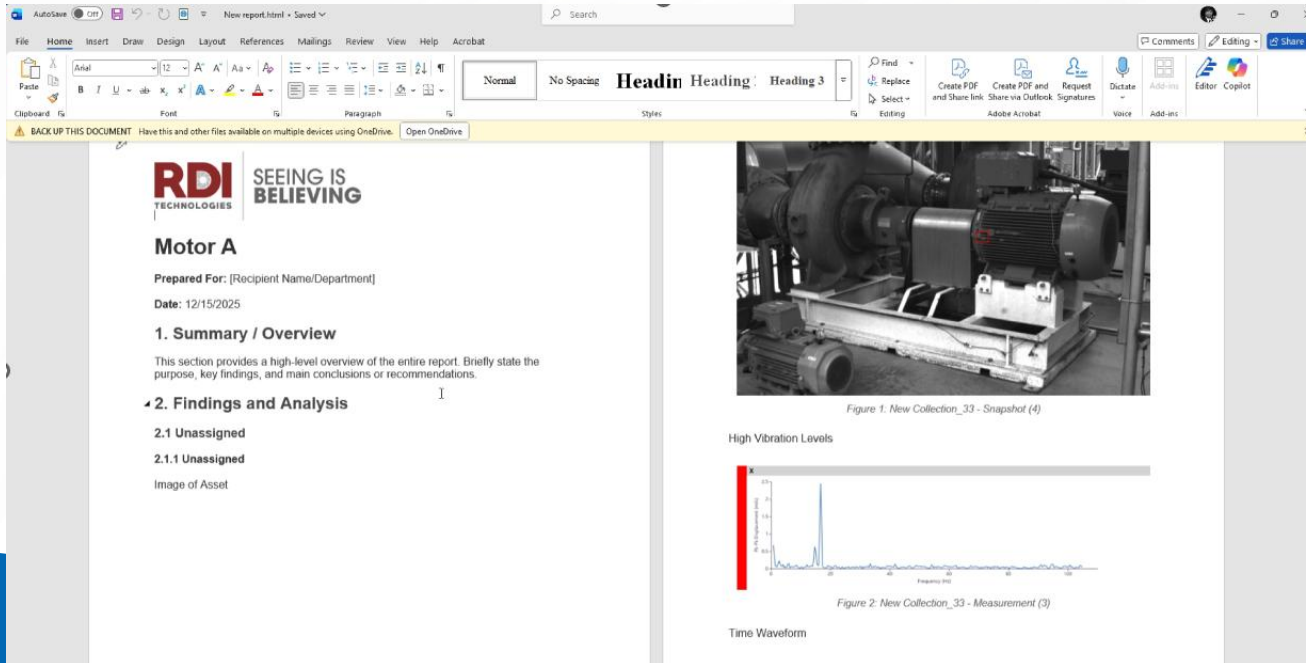 AutoSave Off New report.html • Saved
Search
File Home Insert Draw Design Layout References Mailings Review View Help Acrobat
Comments Editing Share
Paste
Arial 12
Normal
No Spacing
Headin
Heading
Heading 3
Find
Replace
Select
Create PDF and Share link
Create PDF and Share via Outlook
Request Signatures
Dictate
Add-ins
Editor
Copilot
Clipboard Font Paragraph Styles Editing Adobe Acrobat Voice Add-ins
BACK UP THIS DOCUMENT Have this and other files available on multiple devices using OneDrive. Open OneDrive
RDI TECHNOLOGIES
SEEING IS
BELIEVING
Motor A
Prepared For: [Recipient Name/Department]
Date: 12/15/2025
1. Summary / Overview
This section provides a high-level overview of the entire report. Briefly state the
purpose, key findings, and main conclusions or recommendations.
2. Findings and Analysis
2.1 Unassigned
2.1.1 Unassigned
Image of Asset
Figure 1: New Collection_33 - Snapshot (4)
High Vibration Levels
X
Frequency (Hz)
Figure 2: New Collection_33 - Measurement (3)
Time Waveform